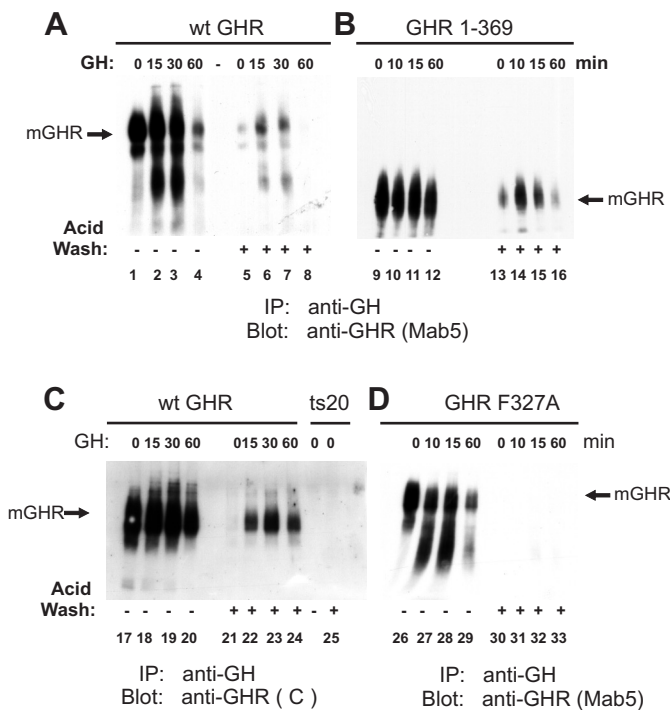 A wt GHR
GH: 0 15 30 60 - 0 15 30 60
mGHR
Acid
Wash: - - - - + + + +
1 2 3 4 5 6 7 8
B GHR 1-369
0 10 15 60 0 10 15 60 min
mGHR
- - - - + + + +
9 10 11 12 13 14 15 16
IP: anti-GH
Blot: anti-GHR (Mab5)
C wt GHR ts20
GH: 0 15 30 60 0 15 30 60 0 0
mGHR
Acid
Wash: - - - - + + + + - +
17 18 19 20 21 22 23 24 25
IP: anti-GH
Blot: anti-GHR ( C )
D GHR F327A
0 10 15 60 0 10 15 60 min
mGHR
- - - - + + + +
26 27 28 29 30 31 32 33
IP: anti-GH
Blot: anti-GHR (Mab5)